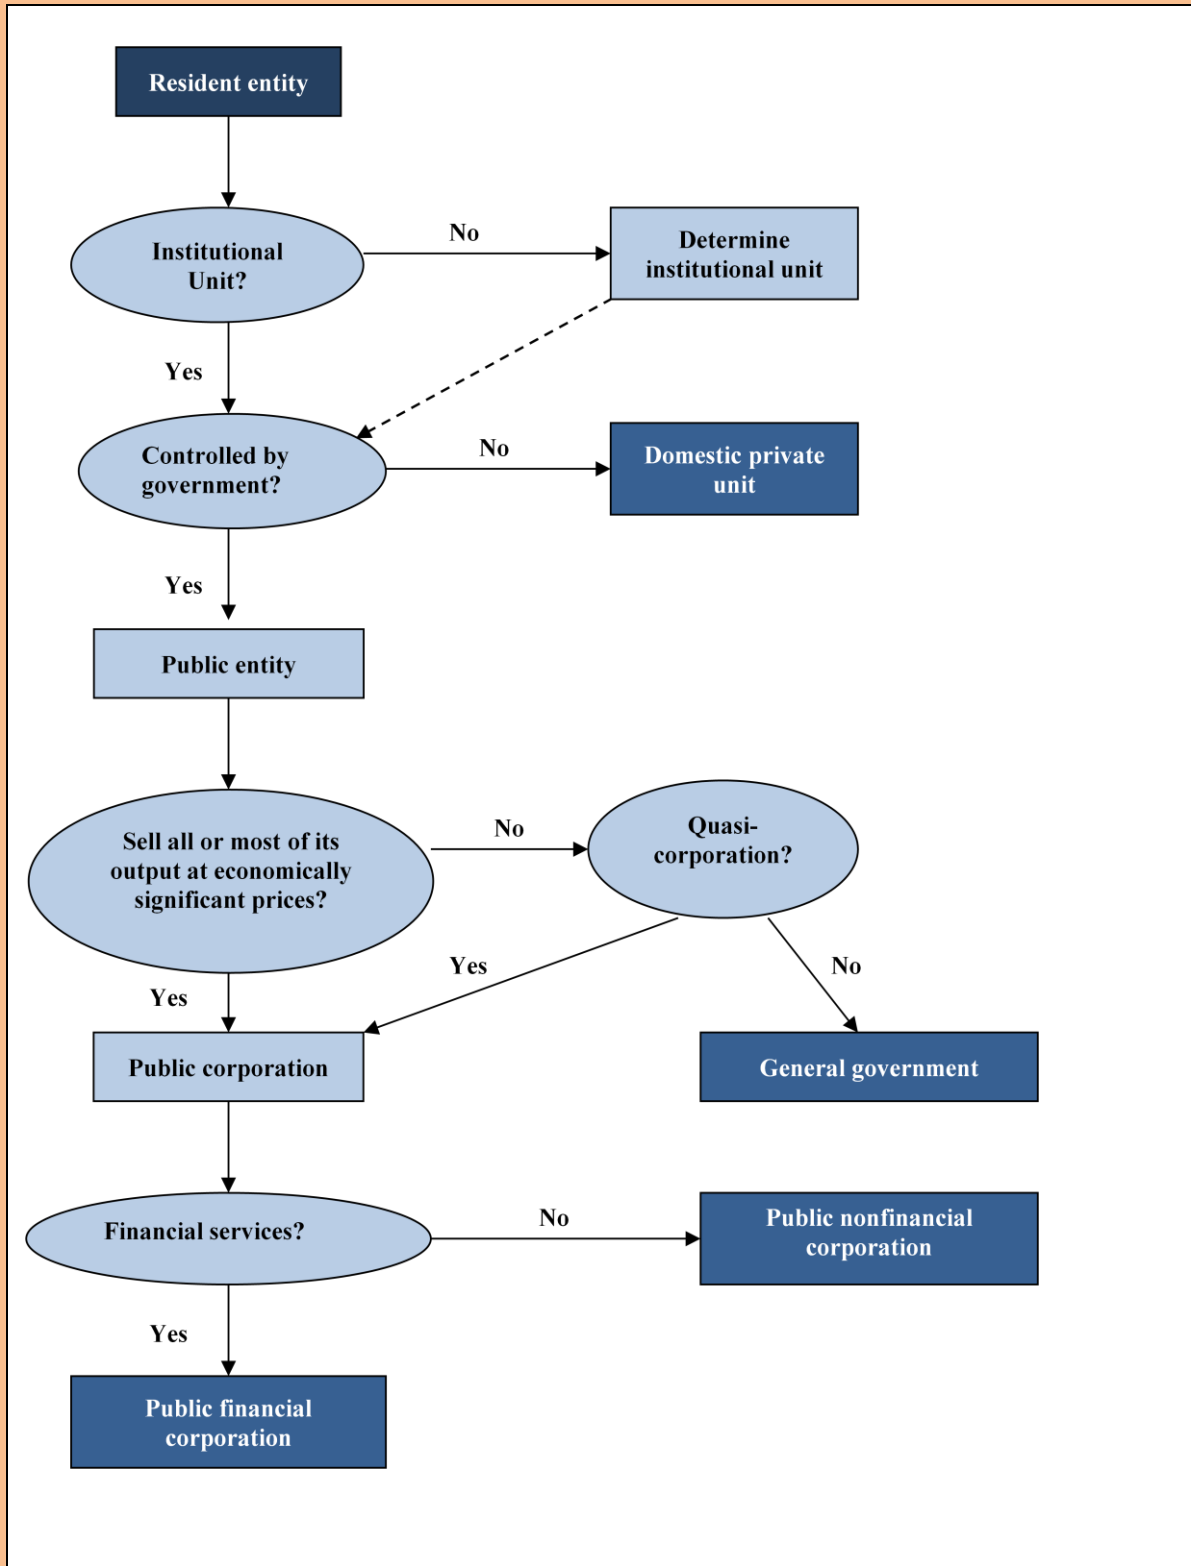 Resident entity
Institutional
Unit?
No
Determine
institutional unit
Yes
Controlled by
government?
No
Domestic private
unit
Yes
Public entity
Sell all or most of its
output at economically
significant prices?
No
Quasi-
corporation?
Yes
Yes
No
Public corporation
General government
Financial services?
No
Public nonfinancial
corporation
Yes
Public financial
corporation